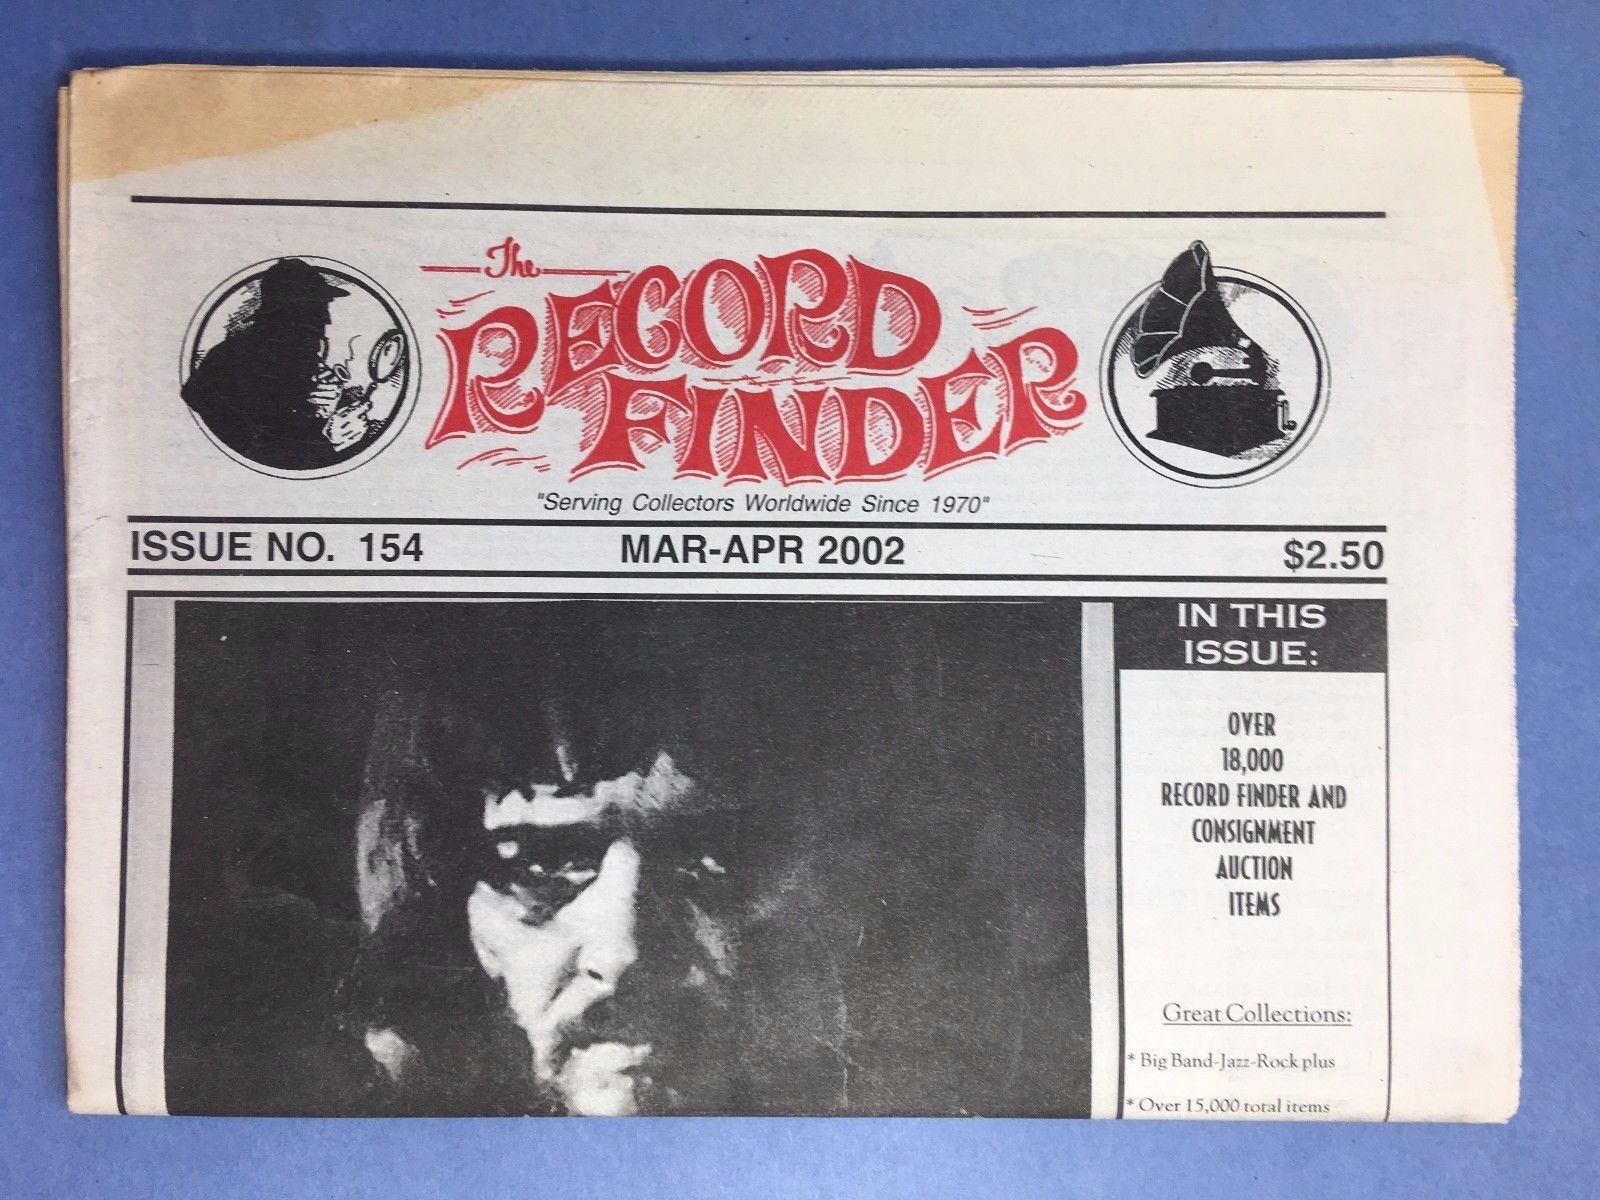 The
RECORD
FINDER
"Serving Collectors Worldwide Since 1970"
ISSUE NO. 154 MAR-APR 2002 $2.50
IN THIS
ISSUE:
OVER
18,000
RECORD FINDER AND
CONSIGNMENT
AUCTION
ITEMS
Great Collections:
* Big Band-Jazz-Rock plus
* Over 15,000 total items